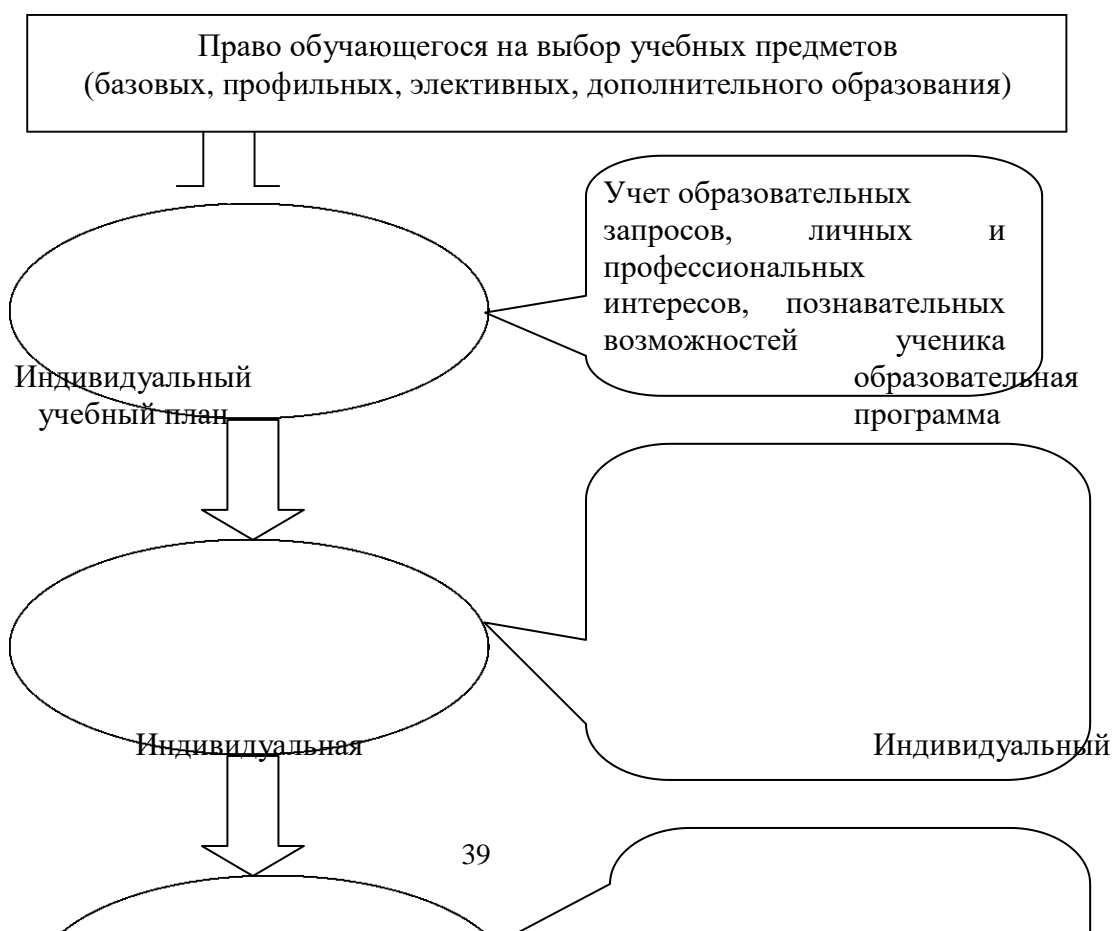 Право обучающегося на выбор учебных предметов
(базовых, профильных, элективных, дополнительного образования)
Учет образовательных
запросов, личных и
профессиональных
интересов, познавательных
возможностей ученика
Индивидуальный
учебный план
образовательная
программа
Индивидуальная
Индивидуальный
39